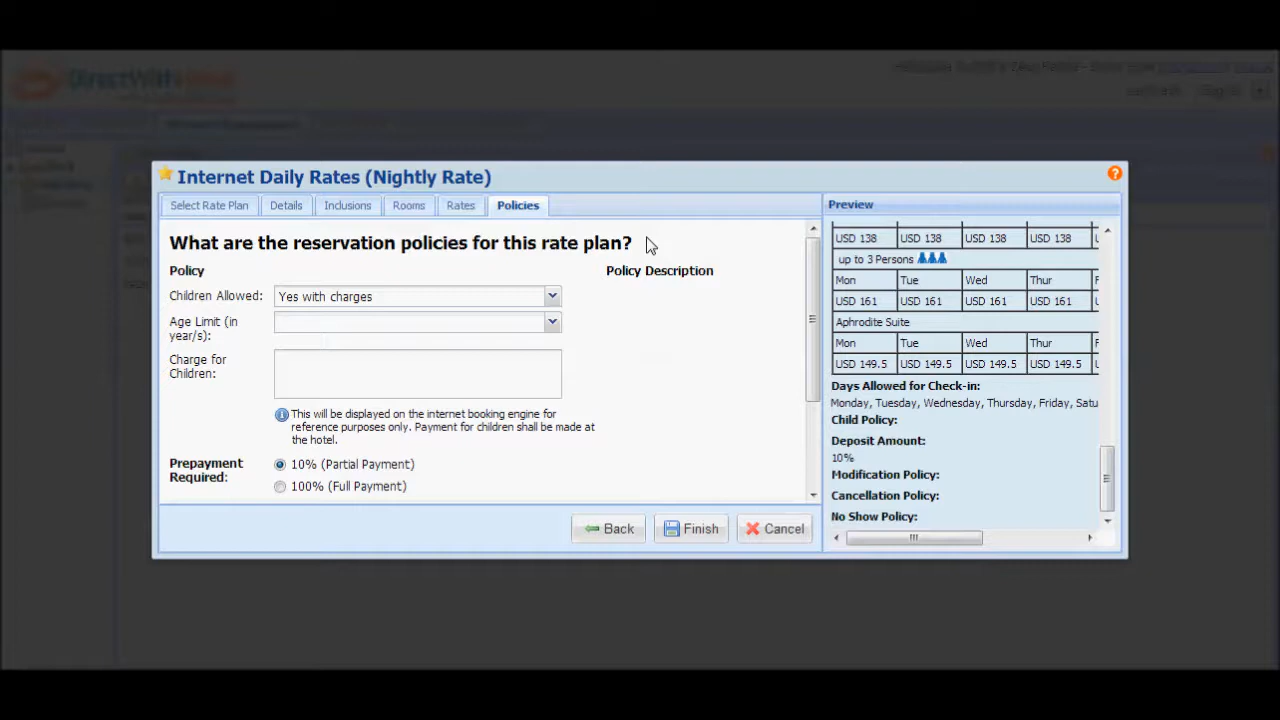 DirectWith
Internet Daily Rates (Nightly Rate)
Select Rate Plan Details Inclusions Rooms Rates Policies
What are the reservation policies for this rate plan?
Policy Policy Description
Children Allowed: Yes with charges
Age Limit (in
year/s):
Charge for
Children:
This will be displayed on the internet booking engine for
reference purposes only. Payment for children shall be made at
the hotel.
Prepayment
Required:
10% (Partial Payment)
100% (Full Payment)
Back Finish Cancel
Preview
USD 138 USD 138 USD 138 USD 138 U
up to 3 Persons
Mon Tue Wed Thur F
USD 161 USD 161 USD 161 USD 161 U
Aphrodite Suite
Mon Tue Wed Thur F
USD 149.5 USD 149.5 USD 149.5 USD 149.5 U
Days Allowed for Check-in:
Monday, Tuesday, Wednesday, Thursday, Friday, Satu
Child Policy:
Deposit Amount:
10%
Modification Policy:
Cancellation Policy:
No Show Policy: